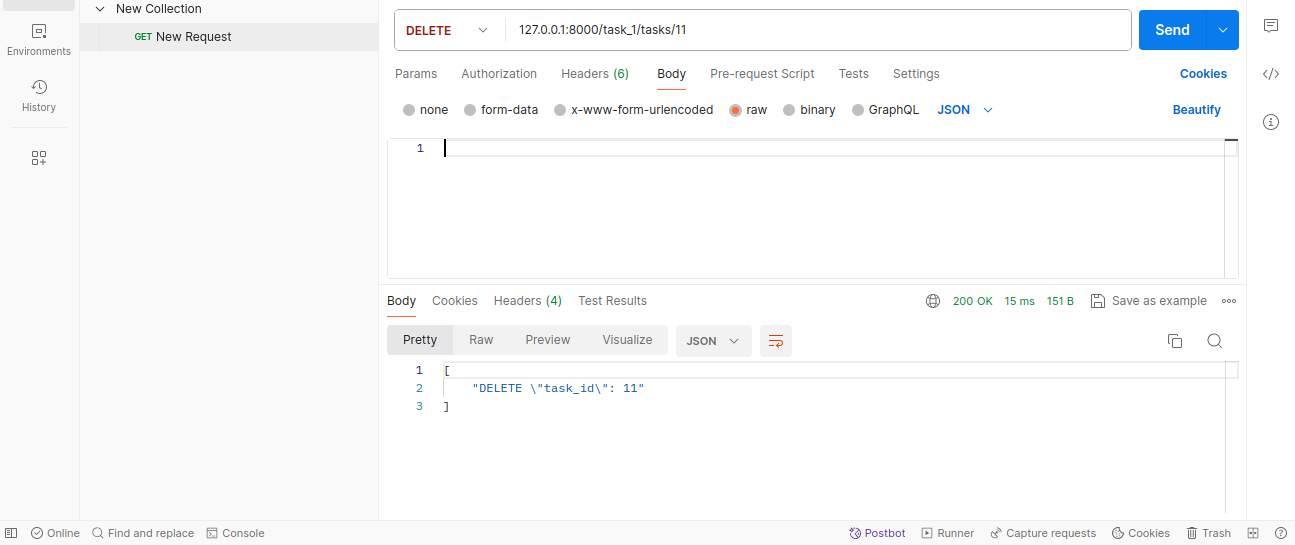 New Collection
GET New Request
Environments
History
DELETE
127.0.0.1:8000/task_1/tasks/11
Send
Params Authorization Headers (6) Body Pre-request Script Tests Settings Cookies
none form-data x-www-form-urlencoded raw binary GraphQL JSON Beautify
1
Body Cookies Headers (4) Test Results 200 OK 15 ms 151 B Save as example
Pretty Raw Preview Visualize JSON
1 [
2 "DELETE \"task_id\": 11"
3 ]
Online Find and replace Console Postbot Runner Capture requests Cookies Trash